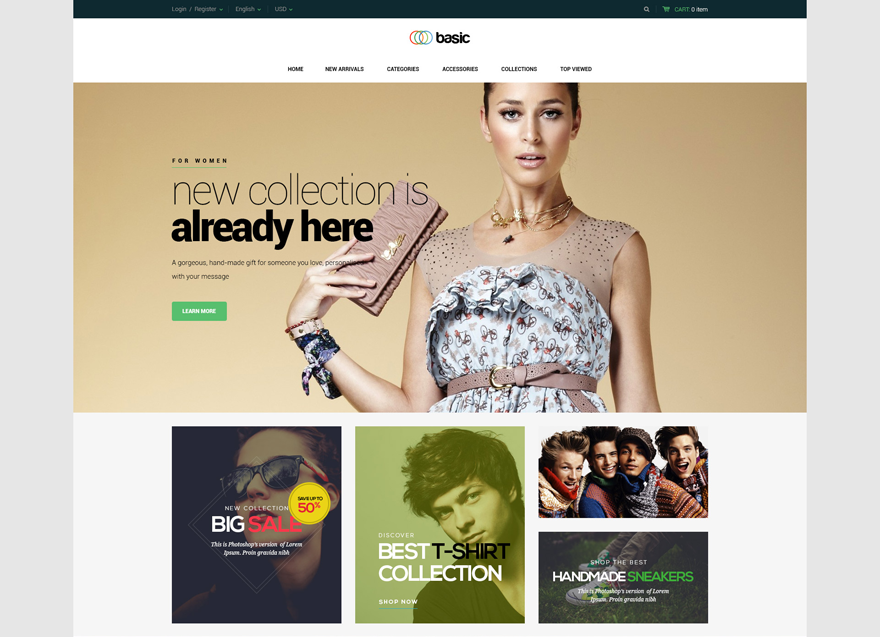 Login / Register
English
USD
CART: 0 item
basic
HOME
NEW ARRIVALS
CATEGORIES
ACCESSORIES
COLLECTIONS
TOP VIEWED
FOR WOMEN
new collection is
already here
A gorgeous, hand-made gift for someone you love,
with your message
LEARN MORE
NEW COLLECTION
SAVE UP TO
50%
BIG SALE
This is Photoshop's version of Lorem
Ipsum. Proin gravida nibh
DISCOVER
BEST T-SHIRT
COLLECTION
SHOP NOW
SHOP THE BEST
HANDMADE SNEAKERS
This is Photoshop's version of Lorem
Ipsum. Proin gravida nibh